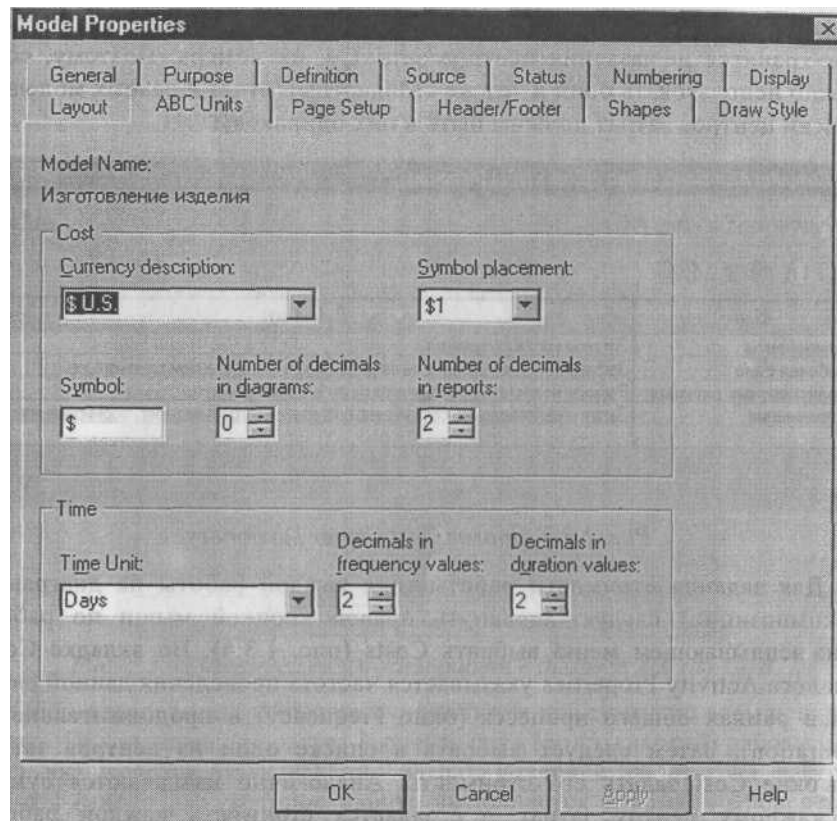 Model Properties
General Purpose Definition Source Status Numbering Display
Layout ABC Units Page Setup Header/Footer Shapes Draw Style
Model Name:
Изготовление изделия
Cost
Currency description: Symbol placement:
$ U.S. $1
Symbol: Number of decimals in diagrams: Number of decimals in reports:
$ 0 2
Time
Time Unit: Decimals in frequency values: Decimals in duration values:
Days 2 2
OK Cancel Apply Help